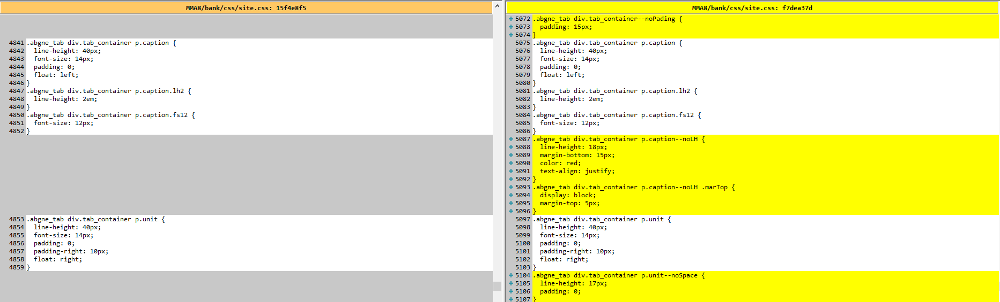 MMA8/bank/css/site.css: 15f4e8f5
4841 .abgne_tab div.tab_container p.caption {
4842   line-height: 40px;
4843   font-size: 14px;
4844   padding: 0;
4845   float: left;
4846 }
4847 .abgne_tab div.tab_container p.caption.lh2 {
4848   line-height: 2em;
4849 }
4850 .abgne_tab div.tab_container p.caption.fs12 {
4851   font-size: 12px;
4852 }
4853 .abgne_tab div.tab_container p.unit {
4854   line-height: 40px;
4855   font-size: 14px;
4856   padding: 0;
4857   padding-right: 10px;
4858   float: right;
4859 }
MMA8/bank/css/site.css: f7dea37d
+ 5072 .abgne_tab div.tab_container--noPading {
+ 5073   padding: 15px;
+ 5074 }
5075 .abgne_tab div.tab_container p.caption {
5076   line-height: 40px;
5077   font-size: 14px;
5078   padding: 0;
5079   float: left;
5080 }
5081 .abgne_tab div.tab_container p.caption.lh2 {
5082   line-height: 2em;
5083 }
5084 .abgne_tab div.tab_container p.caption.fs12 {
5085   font-size: 12px;
5086 }
+ 5087 .abgne_tab div.tab_container p.caption--noLH {
+ 5088   line-height: 18px;
+ 5089   margin-bottom: 15px;
+ 5090   color: red;
+ 5091   text-align: justify;
+ 5092 }
+ 5093 .abgne_tab div.tab_container p.caption--noLH .marTop {
+ 5094   display: block;
+ 5095   margin-top: 5px;
+ 5096 }
5097 .abgne_tab div.tab_container p.unit {
5098   line-height: 40px;
5099   font-size: 14px;
5100   padding: 0;
5101   padding-right: 10px;
5102   float: right;
5103 }
+ 5104 .abgne_tab div.tab_container p.unit--noSpace {
+ 5105   line-height: 17px;
+ 5106   padding: 0;
+ 5107 }